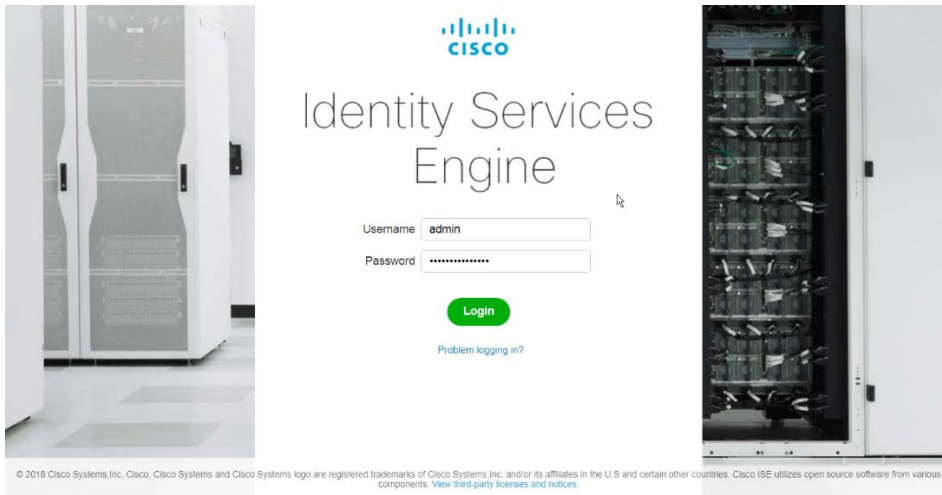 CISCO
Identity Services
Engine
Username admin
Password •••••••••••••••
Login
Problem logging in?
© 2018 Cisco Systems,Inc. Cisco, Cisco Systems and Cisco Systems logo are registered trademarks of Cisco Systems,Inc. and/or its affiliates in the U.S and certain other countries. Cisco ISE utilizes open source software from various
components. View third-party licenses and notices.